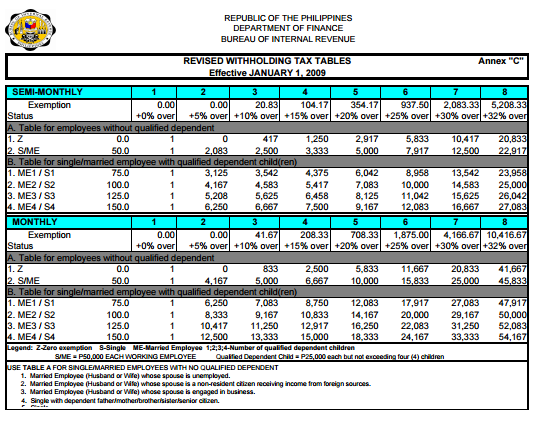 REPUBLIC OF THE PHILIPPINES
DEPARTMENT OF FINANCE
BUREAU OF INTERNAL REVENUE
REVISED WITHHOLDING TAX TABLES Annex "C"
Effective JANUARY 1, 2009
SEMI-MONTHLY 1 2 3 4 5 6 7 8
Exemption 0.00 0.00 20.83 104.17 354.17 937.50 2,083.33 5,208.33
Status +0% over +5% over +10% over +15% over +20% over +25% over +30% over +32% over
A. Table for employees without qualified dependent
1. Z 0.0 1 0 417 1,250 2,917 5,833 10,417 20,833
2. S/ME 50.0 1 2,083 2,500 3,333 5,000 7,917 12,500 22,917
B. Table for single/married employee with qualified dependent child(ren)
1. ME1 / S1 75.0 1 3,125 3,542 4,375 6,042 8,958 13,542 23,958
2. ME2 / S2 100.0 1 4,167 4,583 5,417 7,083 10,000 14,583 25,000
3. ME3 / S3 125.0 1 5,208 5,625 6,458 8,125 11,042 15,625 26,042
4. ME4 / S4 150.0 1 6,250 6,667 7,500 9,167 12,083 16,667 27,083
MONTHLY 1 2 3 4 5 6 7 8
Exemption 0.00 0.00 41.67 208.33 708.33 1,875.00 4,166.67 10,416.67
Status +0% over +5% over +10% over +15% over +20% over +25% over +30% over +32% over
A. Table for employees without qualified dependent
1. Z 0.0 1 0 833 2,500 5,833 11,667 20,833 41,667
2. S/ME 50.0 1 4,167 5,000 6,667 10,000 15,833 25,000 45,833
B. Table for single/married employee with qualified dependent child(ren)
1. ME1 / S1 75.0 1 6,250 7,083 8,750 12,083 17,917 27,083 47,917
2. ME2 / S2 100.0 1 8,333 9,167 10,833 14,167 20,000 29,167 50,000
3. ME3 / S3 125.0 1 10,417 11,250 12,917 16,250 22,083 31,250 52,083
4. ME4 / S4 150.0 1 12,500 13,333 15,000 18,333 24,167 33,333 54,167
Legend: Z-Zero exemption S-Single ME-Married Employee 1;2;3;4-Number of qualified dependent children
S/ME = P50,000 EACH WORKING EMPLOYEE Qualified Dependent Child = P25,000 each but not exceeding four (4) children
USE TABLE A FOR SINGLE/MARRIED EMPLOYEES WITH NO QUALIFIED DEPENDENT
1. Married Employee (Husband or Wife) whose spouse is unemployed.
2. Married Employee (Husband or Wife) whose spouse is a non-resident citizen receiving income from foreign sources.
3. Married Employee (Husband or Wife) whose spouse is engaged in business.
4. Single with dependent father/mother/brother/sister/senior citizen.